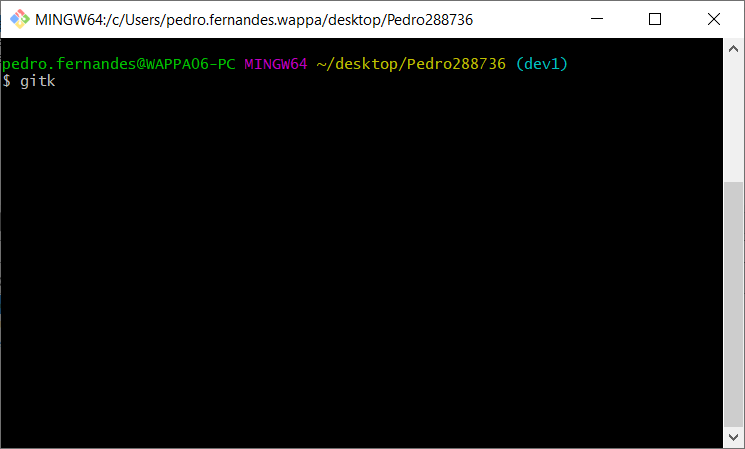 MINGW64:/c/Users/pedro.fernandes.wappa/desktop/Pedro288736
pedro.fernandes@WAPPA06-PC MINGW64 ~/desktop/Pedro288736 (dev1)
$ gitk